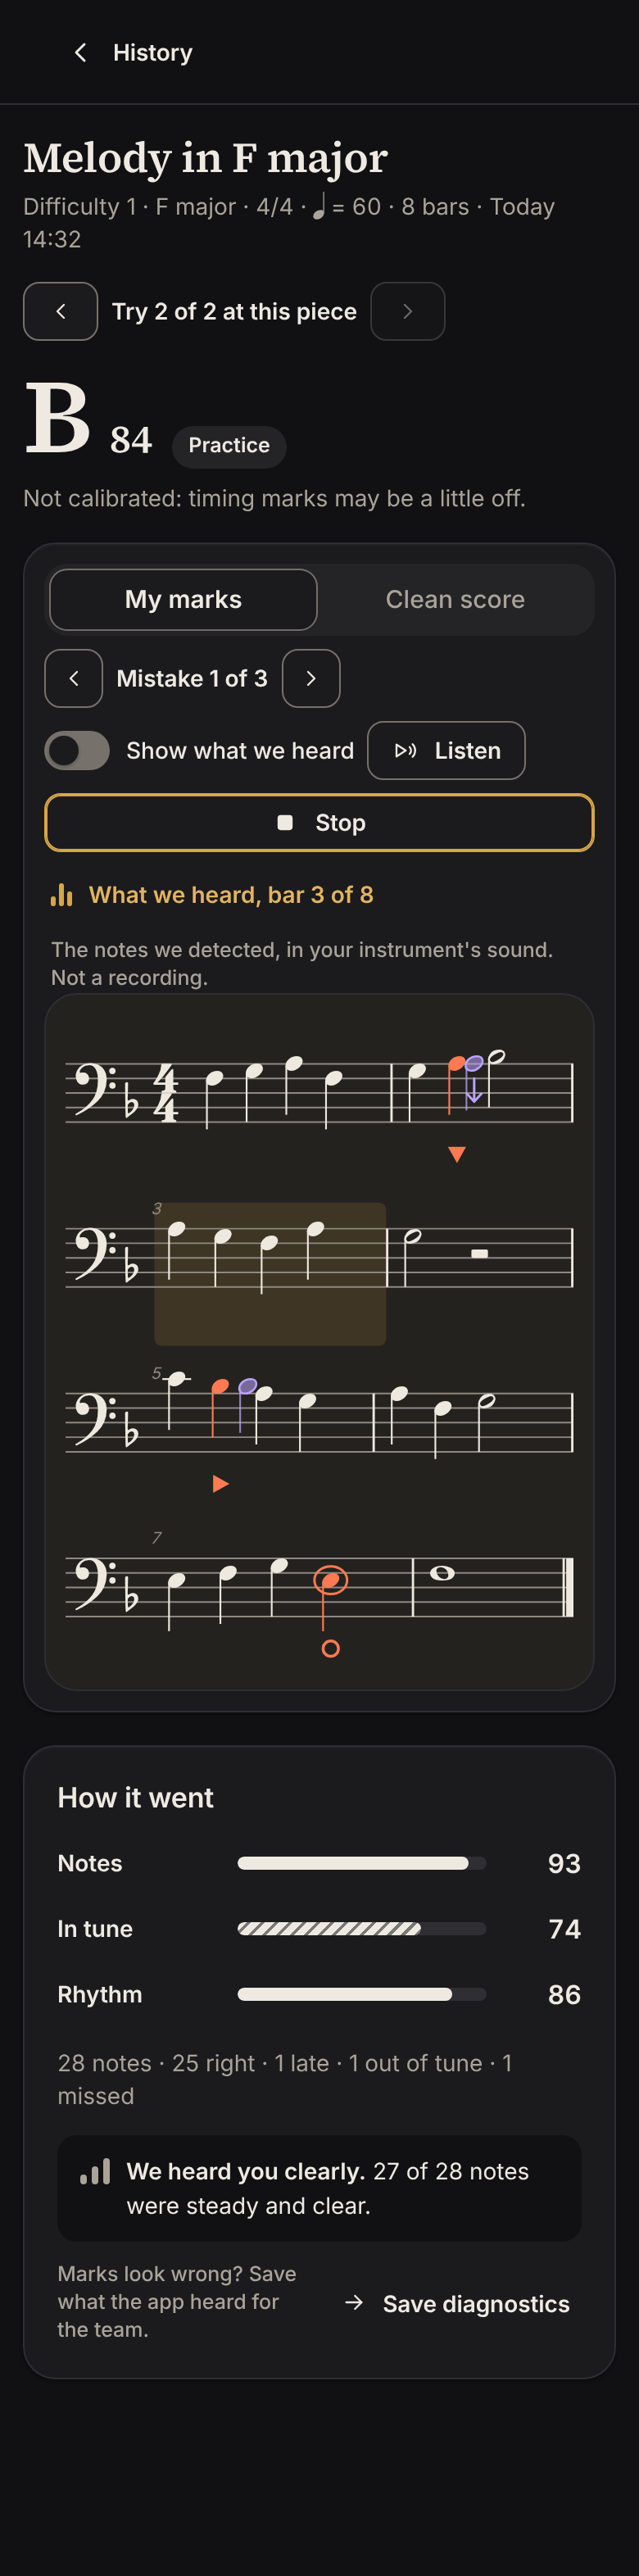 History
Melody in F major
Difficulty 1 · F major · 4/4 · ♩ = 60 · 8 bars · Today
14:32
Try 2 of 2 at this piece
B 84 Practice
Not calibrated: timing marks may be a little off.
My marks Clean score
Mistake 1 of 3
Show what we heard Listen
Stop
What we heard, bar 3 of 8
The notes we detected, in your instrument's sound.
Not a recording.
4
4
3
5
7
How it went
Notes 93
In tune 74
Rhythm 86
28 notes · 25 right · 1 late · 1 out of tune · 1
missed
We heard you clearly. 27 of 28 notes
were steady and clear.
Marks look wrong? Save
what the app heard for
the team.
Save diagnostics